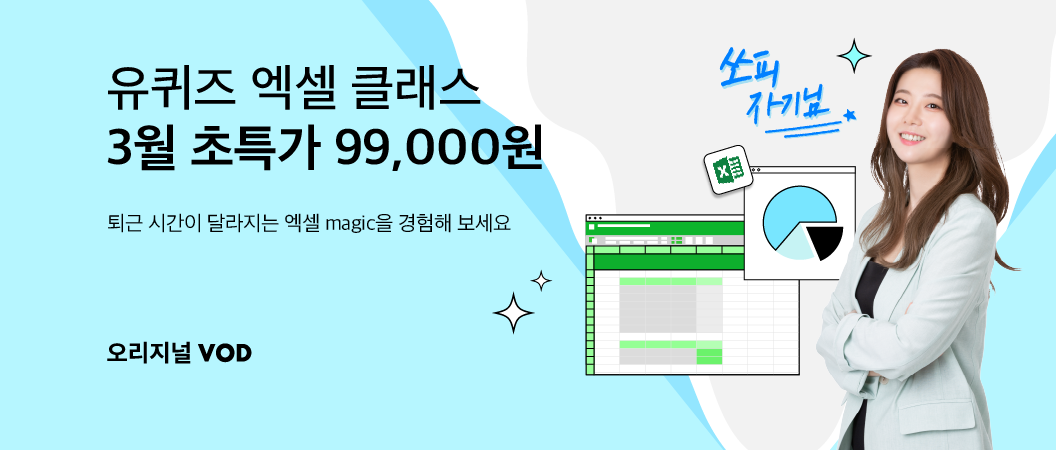 유퀴즈 엑셀 클래스
3월 초특가 99,000원
퇴근 시간이 달라지는 엑셀 magic을 경험해 보세요
오리지널 VOD
쏘피
자기님
X